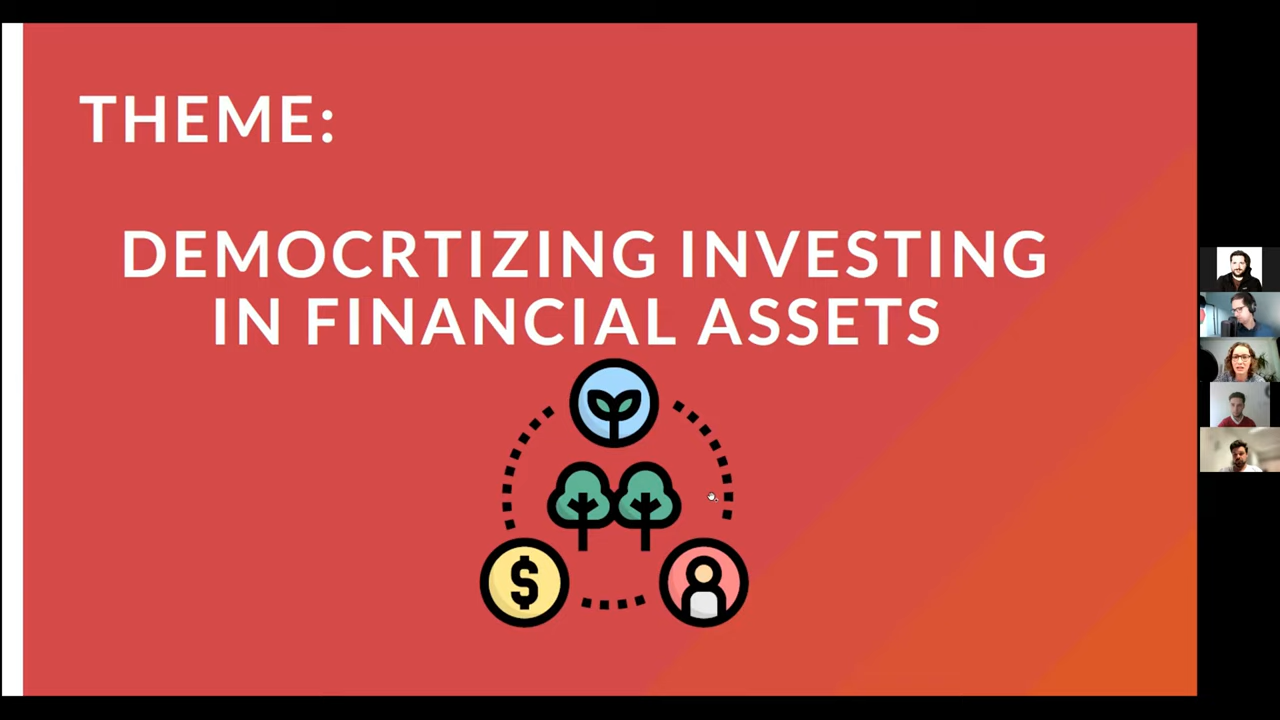 THEME:
DEMOCRTIZING INVESTING
IN FINANCIAL ASSETS
$